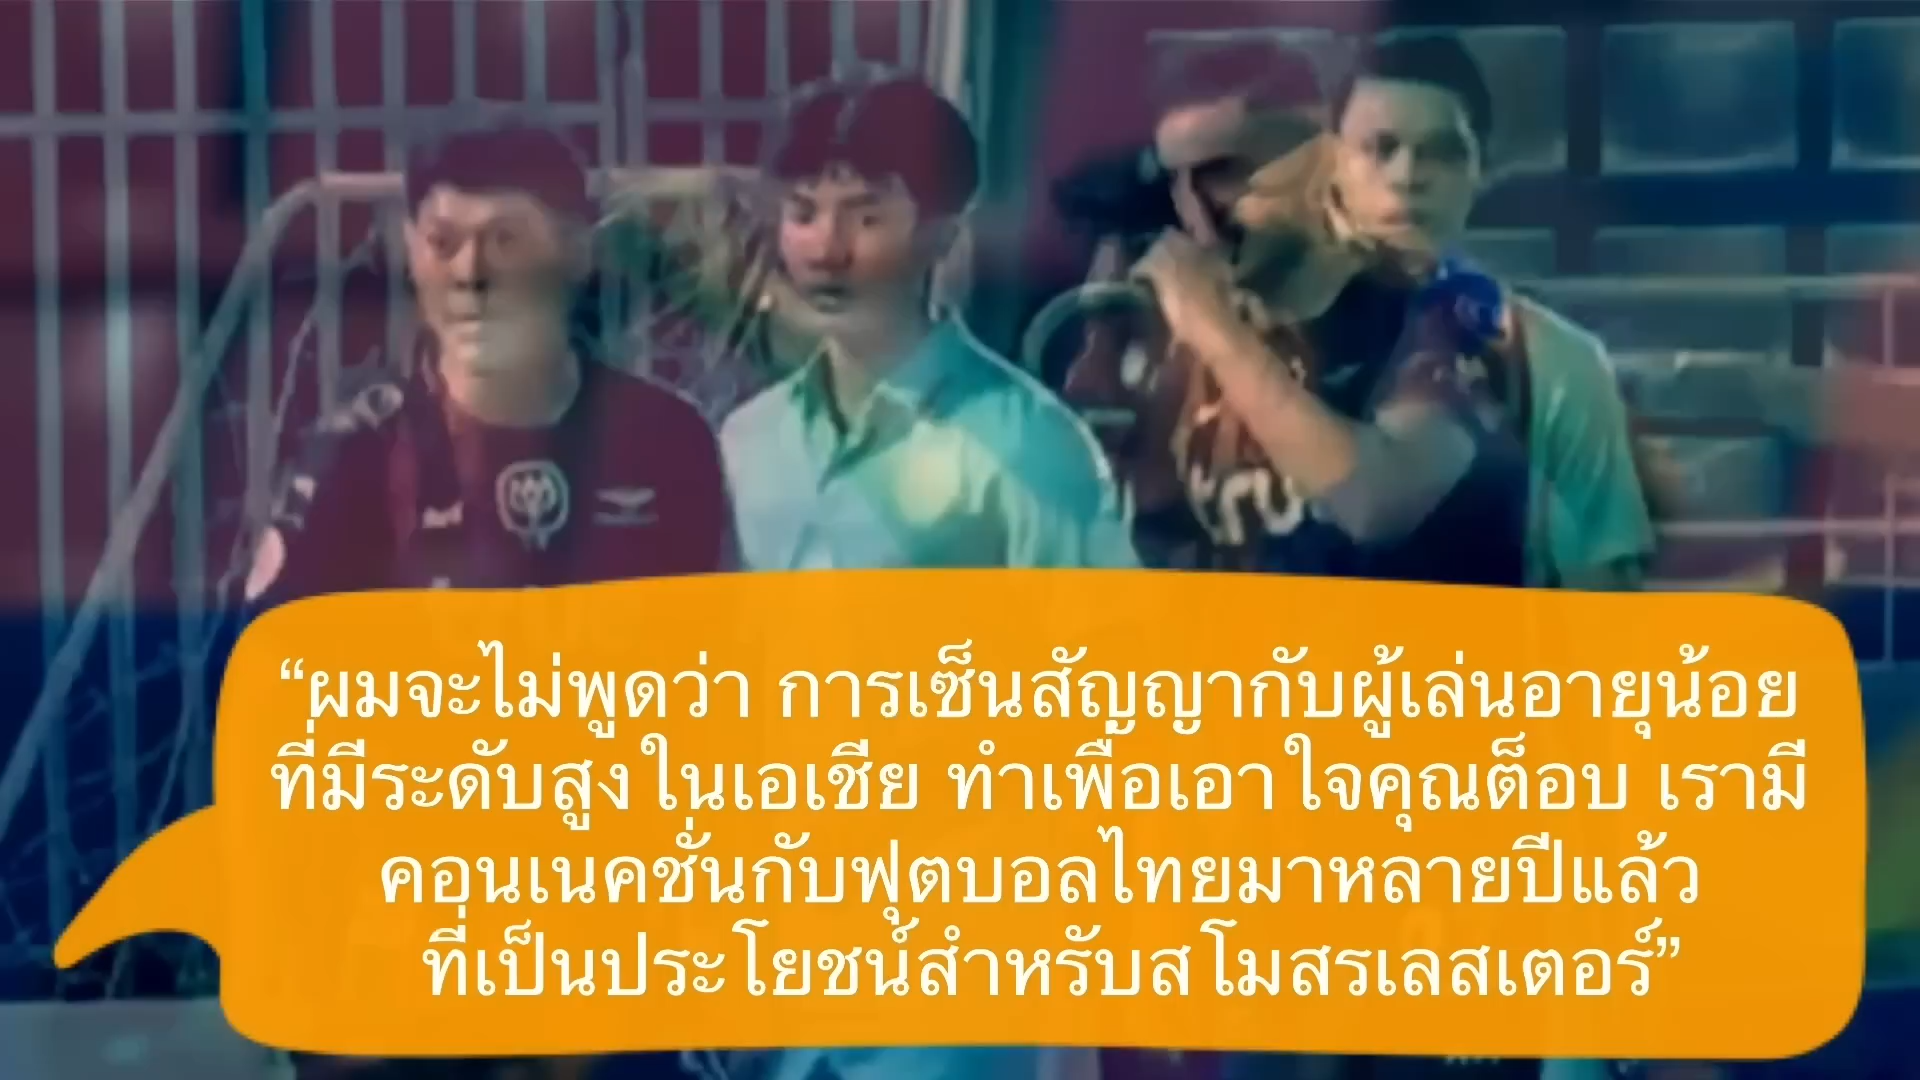 “ผมจะไม่พูดว่า การเซ็นสัญญากับผู้เล่นอายุน้อย
ที่มีระดับสูงในเอเชีย ทำเพื่อเอาใจคุณต็อบ เรามี
คอนเนคชั่นกับฟุตบอลไทยมาหลายปีแล้ว
ที่เป็นประโยชน์สำหรับสโมสรเลสเตอร์”